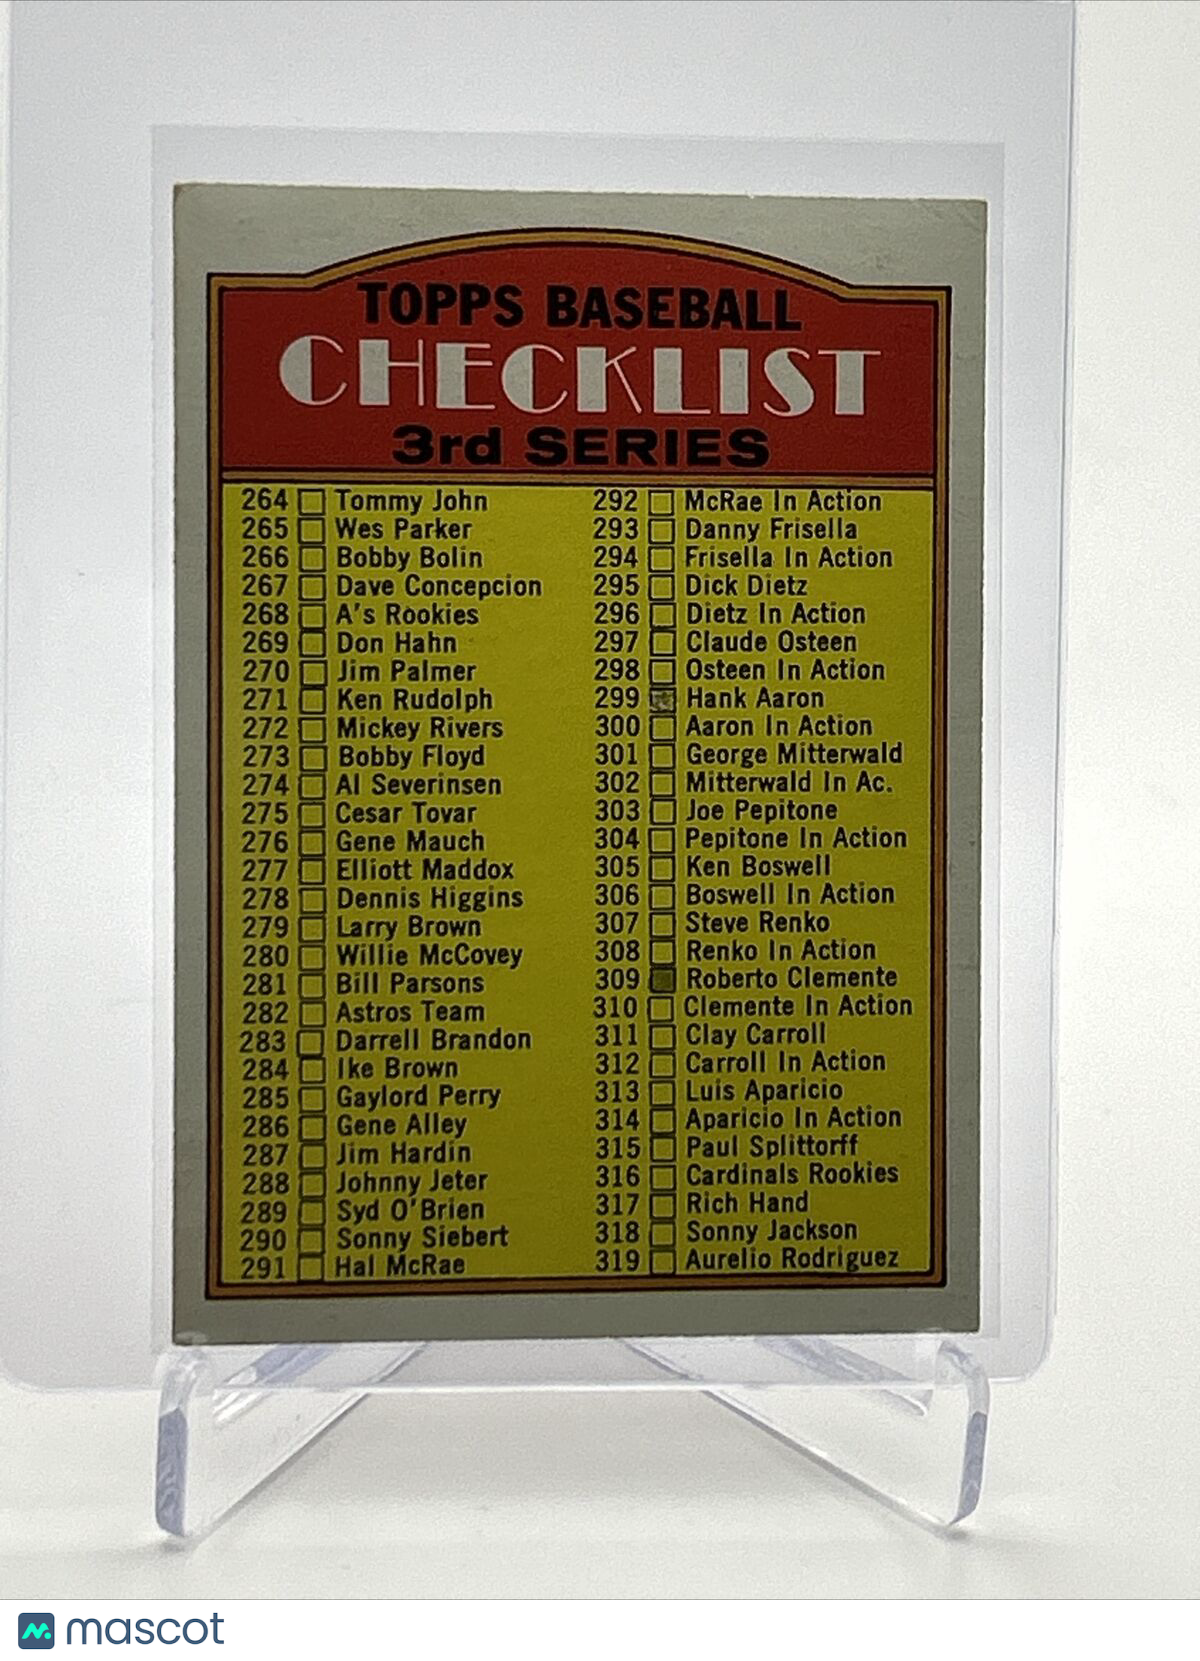 TOPPS BASEBALL
CHECKLIST
3rd SERIES
264 Tommy John
265 Wes Parker
266 Bobby Bolin
267 Dave Concepcion
268 A's Rookies
269 Don Hahn
270 Jim Palmer
271 Ken Rudolph
272 Mickey Rivers
273 Bobby Floyd
274 Al Severinsen
275 Cesar Tovar
276 Gene Mauch
277 Elliott Maddox
278 Dennis Higgins
279 Larry Brown
280 Willie McCovey
281 Bill Parsons
282 Astros Team
283 Darrell Brandon
284 Ike Brown
285 Gaylord Perry
286 Gene Alley
287 Jim Hardin
288 Johnny Jeter
289 Syd O'Brien
290 Sonny Siebert
291 Hal McRae
292 McRae In Action
293 Danny Frisella
294 Frisella In Action
295 Dick Dietz
296 Dietz In Action
297 Claude Osteen
298 Osteen In Action
299 Hank Aaron
300 Aaron In Action
301 George Mitterwald
302 Mitterwald In Ac.
303 Joe Pepitone
304 Pepitone In Action
305 Ken Boswell
306 Boswell In Action
307 Steve Renko
308 Renko In Action
309 Roberto Clemente
310 Clemente In Action
311 Clay Carroll
312 Carroll In Action
313 Luis Aparicio
314 Aparicio In Action
315 Paul Splittorff
316 Cardinals Rookies
317 Rich Hand
318 Sonny Jackson
319 Aurelio Rodriguez
mascot